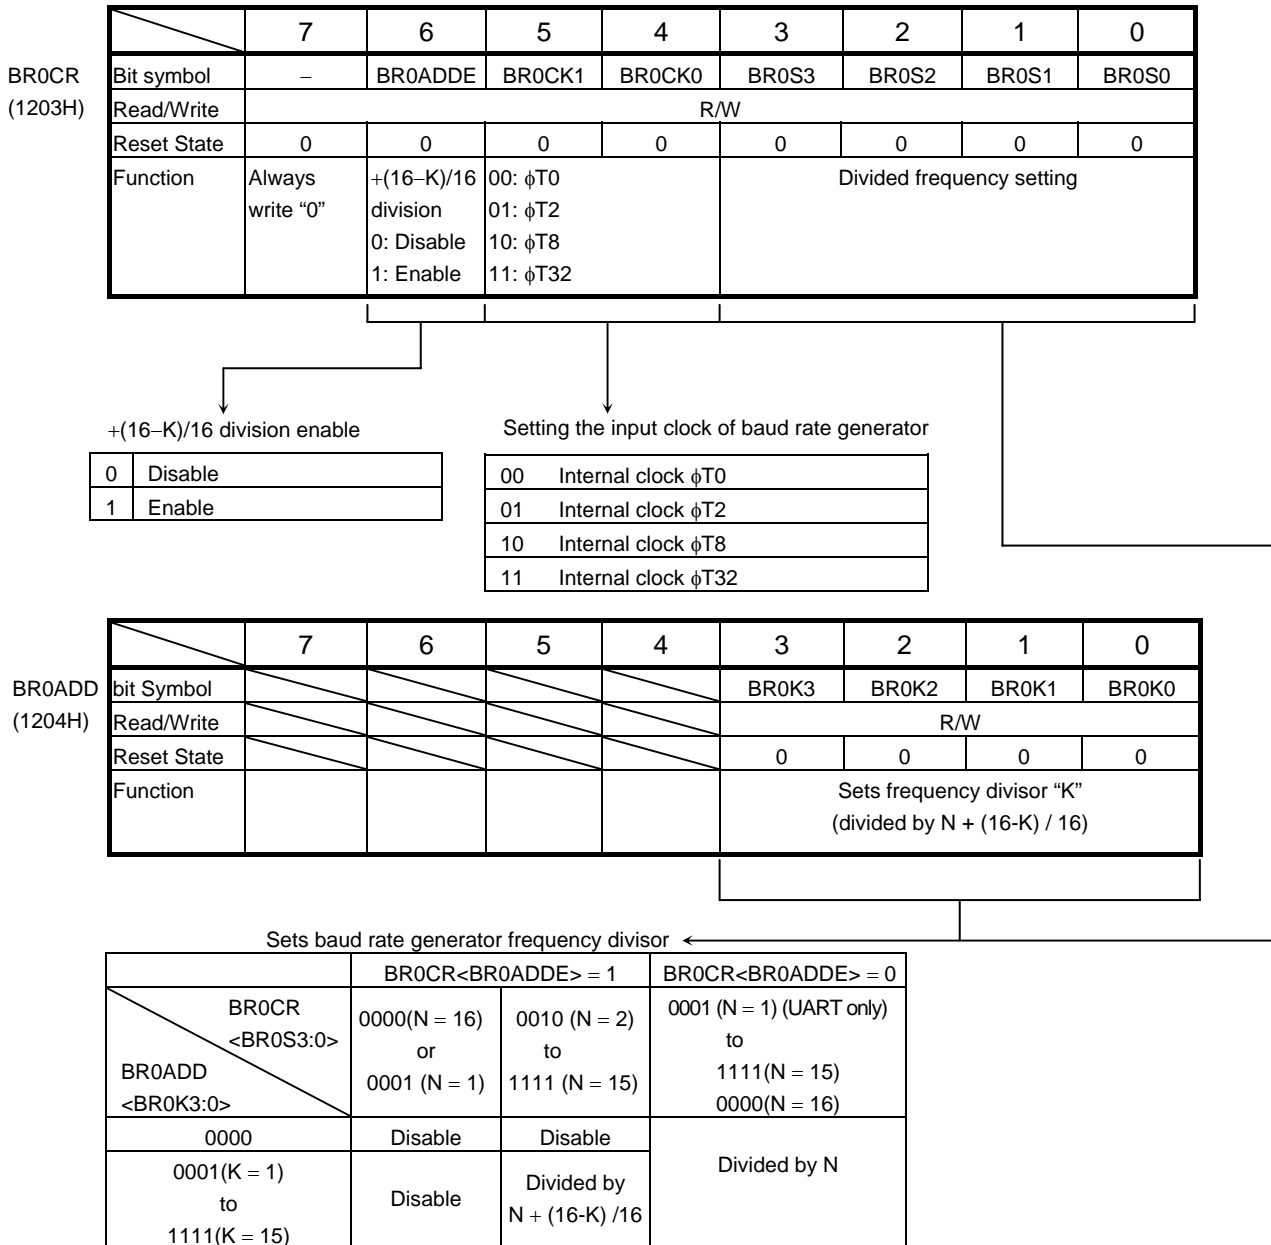 7 6 5 4 3 2 1 0
BR0CR Bit symbol − BR0ADDE BR0CK1 BR0CK0 BR0S3 BR0S2 BR0S1 BR0S0
(1203H) Read/Write R/W
Reset State 0 0 0 0 0 0 0 0
Function Always +(16−K)/16 00: ϕT0 Divided frequency setting
write “0” division 01: ϕT2
0: Disable 10: ϕT8
1: Enable 11: ϕT32
+(16−K)/16 division enable
0 Disable
1 Enable
Setting the input clock of baud rate generator
00 Internal clock ϕT0
01 Internal clock ϕT2
10 Internal clock ϕT8
11 Internal clock ϕT32
7 6 5 4 3 2 1 0
BR0ADD bit Symbol BR0K3 BR0K2 BR0K1 BR0K0
(1204H) Read/Write R/W
Reset State 0 0 0 0
Function Sets frequency divisor “K”
(divided by N + (16-K) / 16)
Sets baud rate generator frequency divisor
BR0CR<BR0ADDE> = 1 BR0CR<BR0ADDE> = 0
BR0CR 0000(N = 16) 0010 (N = 2) 0001 (N = 1) (UART only)
<BR0S3:0> or to to
BR0ADD 0001 (N = 1) 1111 (N = 15) 1111(N = 15)
<BR0K3:0> 0000(N = 16)
0000 Disable Disable Divided by N
0001(K = 1) Disable Divided by
to N + (16-K) /16
1111(K = 15)